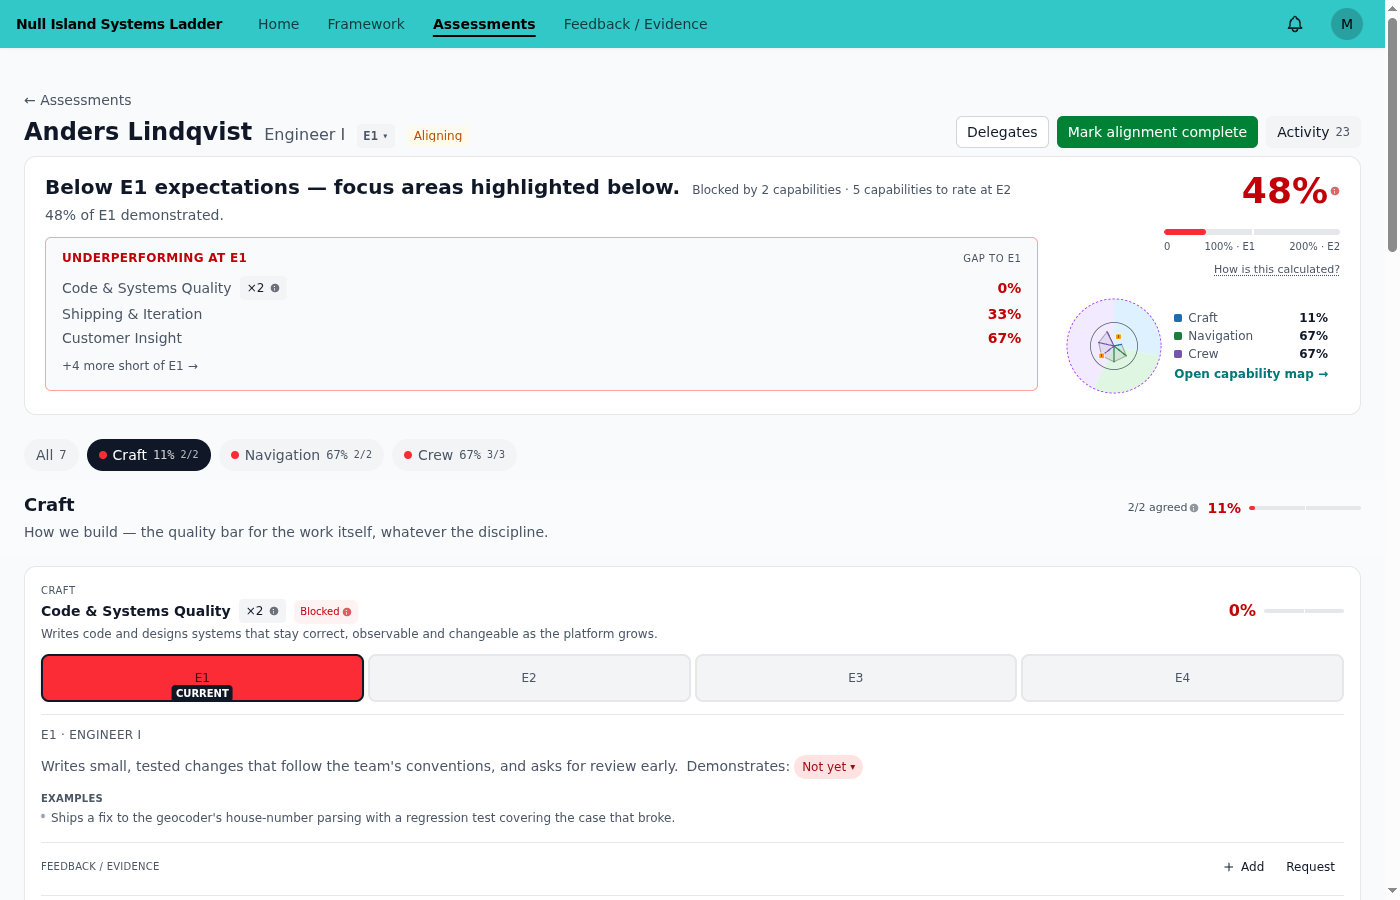 Null Island Systems Ladder Home Framework Assessments Feedback / Evidence M
← Assessments
Anders Lindqvist Engineer I E1 ▾ Aligning Delegates Mark alignment complete Activity 23
Below E1 expectations — focus areas highlighted below. Blocked by 2 capabilities · 5 capabilities to rate at E2
48% of E1 demonstrated.
48%
0 100% · E1 200% · E2
How is this calculated?
UNDERPERFORMING AT E1 GAP TO E1
Code & Systems Quality ×2 0%
Shipping & Iteration 33%
Customer Insight 67%
+4 more short of E1 →
Craft 11%
Navigation 67%
Crew 67%
Open capability map →
All 7 Craft 11% 2/2 Navigation 67% 2/2 Crew 67% 3/3
Craft
2/2 agreed 11%
How we build — the quality bar for the work itself, whatever the discipline.
CRAFT
Code & Systems Quality ×2 Blocked 0%
Writes code and designs systems that stay correct, observable and changeable as the platform grows.
E1 E2 E3 E4
CURRENT
E1 · ENGINEER I
Writes small, tested changes that follow the team's conventions, and asks for review early. Demonstrates: Not yet ▾
EXAMPLES
• Ships a fix to the geocoder's house-number parsing with a regression test covering the case that broke.
FEEDBACK / EVIDENCE + Add Request